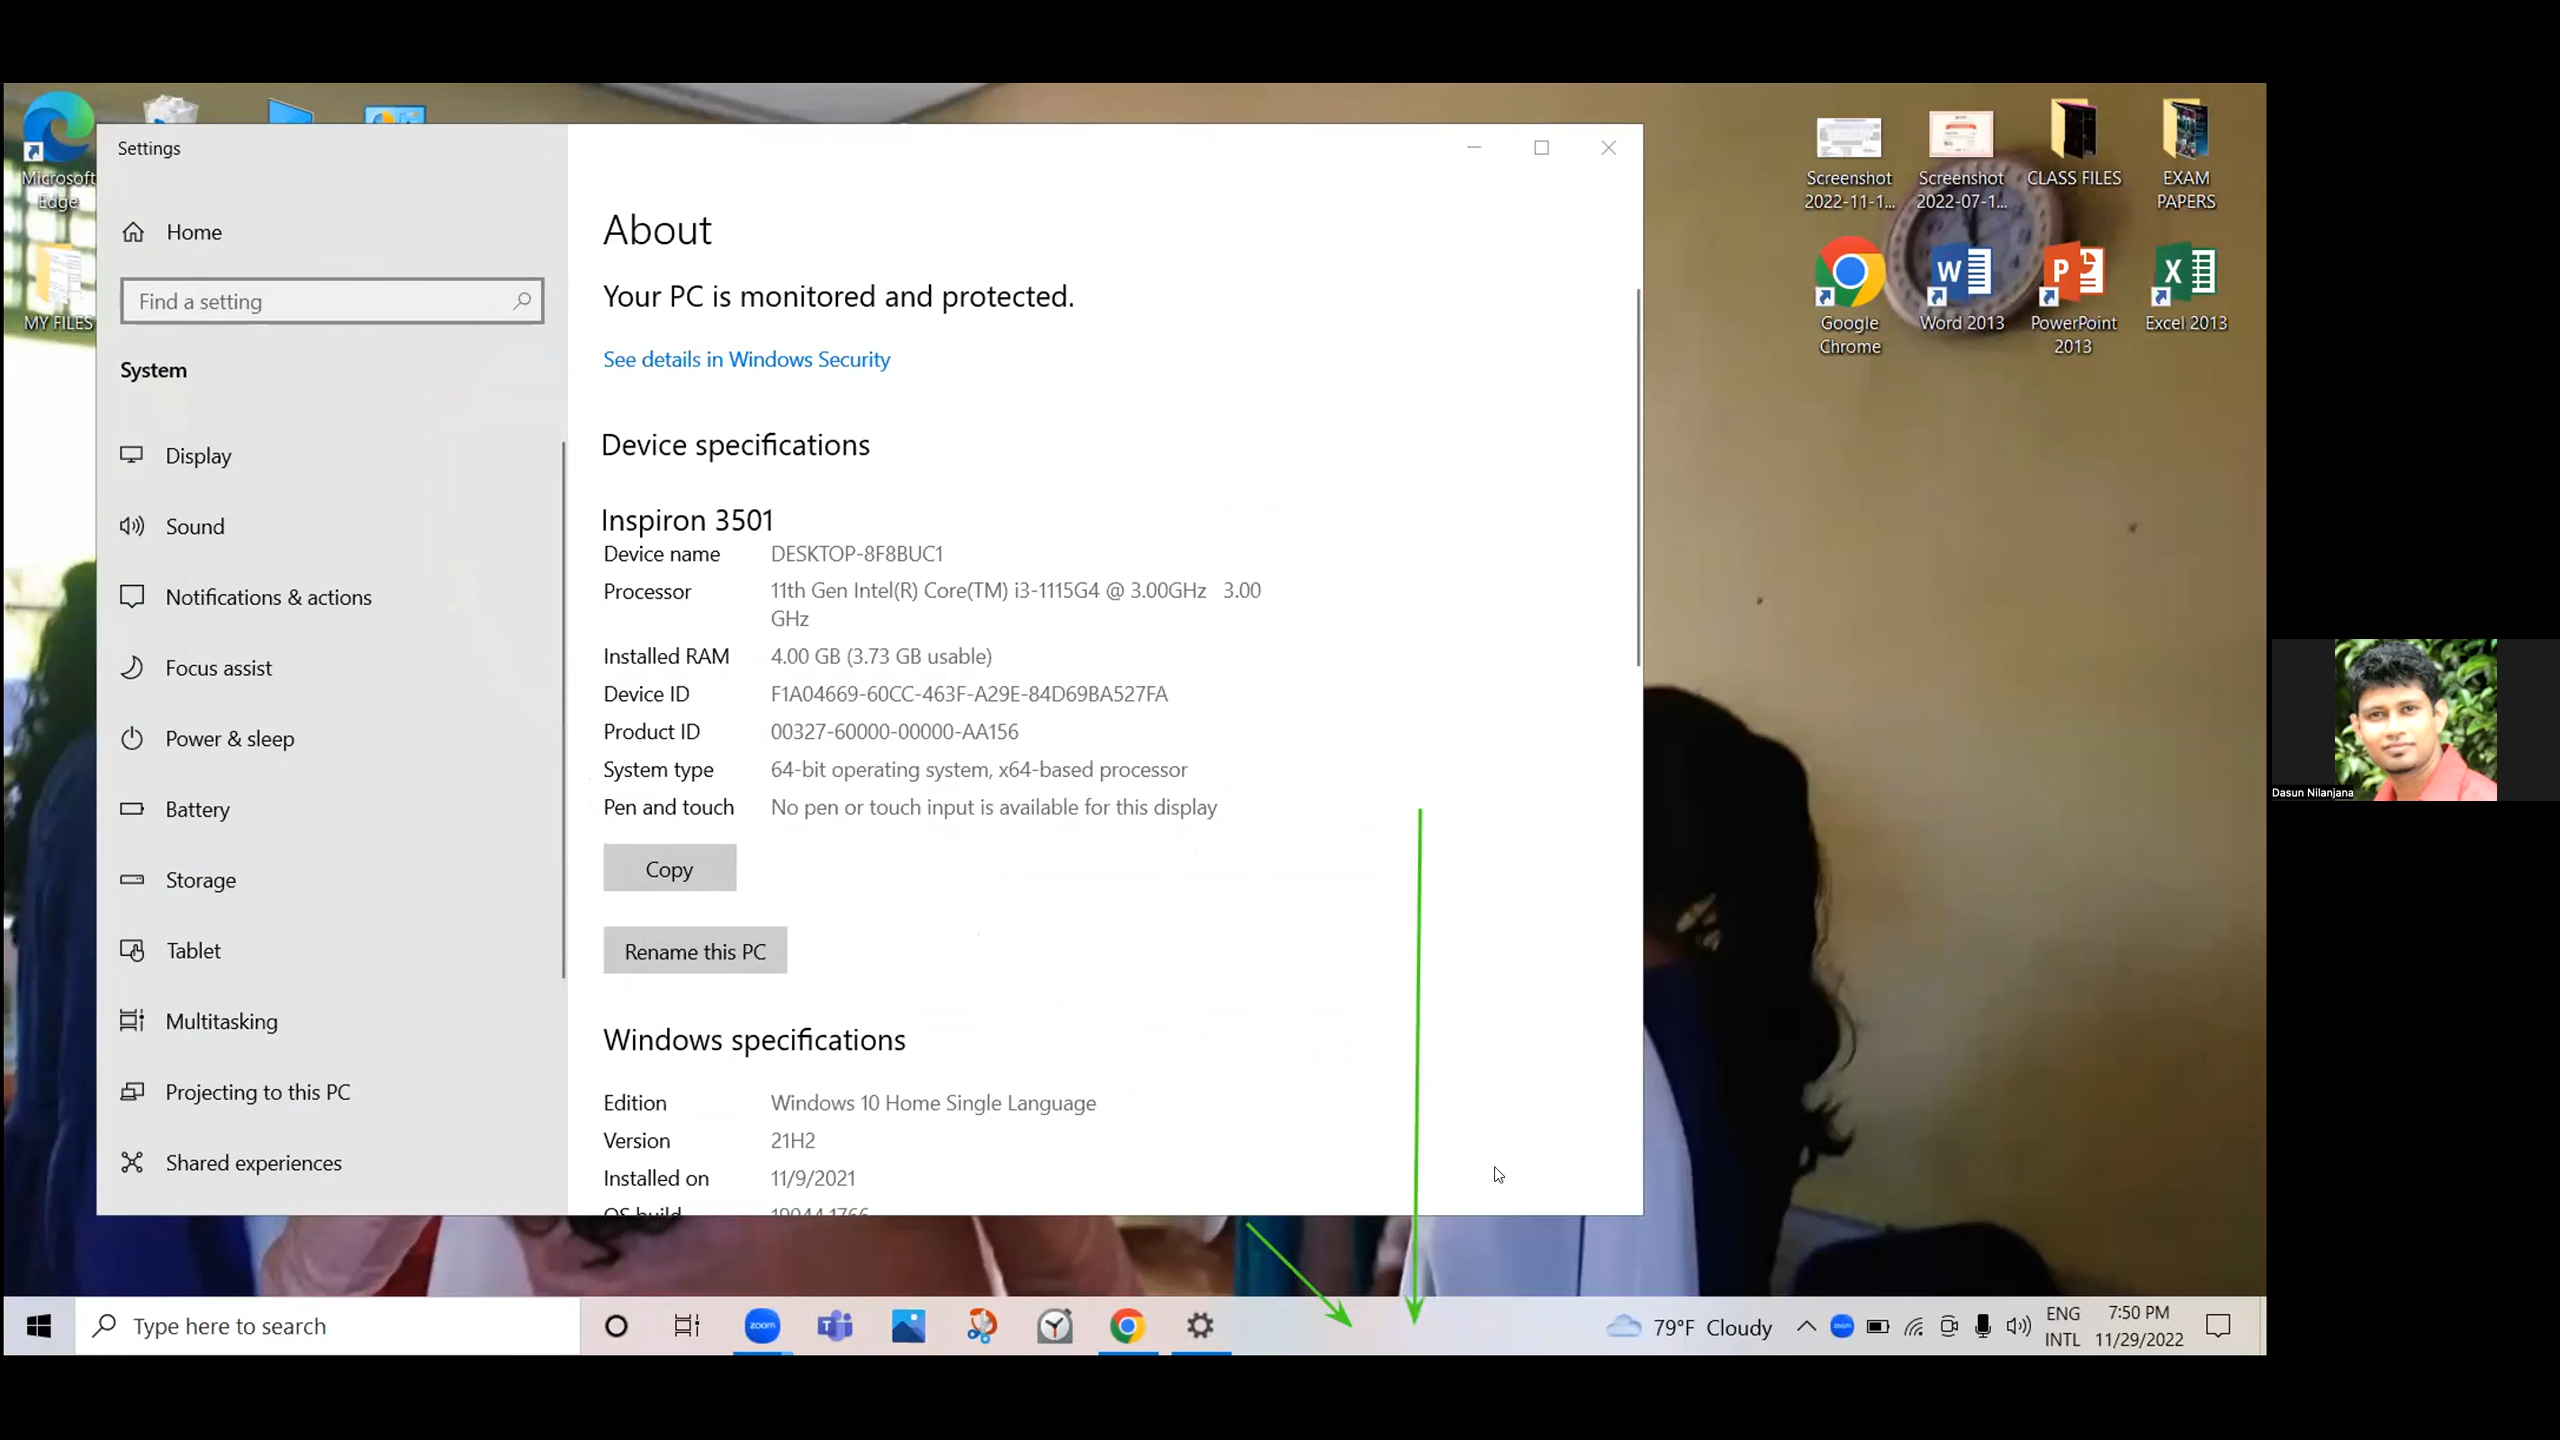 Microsoft
Edge
MY FILES
Settings
Home
Find a setting
System
Display
Sound
Notifications & actions
Focus assist
Power & sleep
Battery
Storage
Tablet
Multitasking
Projecting to this PC
Shared experiences
About
Your PC is monitored and protected.
See details in Windows Security
Device specifications
Inspiron 3501
Device name DESKTOP-8F8BUC1
Processor 11th Gen Intel(R) Core(TM) i3-1115G4 @ 3.00GHz 3.00
GHz
Installed RAM 4.00 GB (3.73 GB usable)
Device ID F1A04669-60CC-463F-A29E-84D69BA527FA
Product ID 00327-60000-00000-AA156
System type 64-bit operating system, x64-based processor
Pen and touch No pen or touch input is available for this display
Copy
Rename this PC
Windows specifications
Edition Windows 10 Home Single Language
Version 21H2
Installed on 11/9/2021
OS build 19044.1766
Screenshot
2022-11-1...
Screenshot
2022-07-1...
CLASS FILES
EXAM
PAPERS
Google
Chrome
Word 2013
PowerPoint
2013
Excel 2013
Dasun Nilanjana
Type here to search
zoom
79°F Cloudy
ENG
INTL
7:50 PM
11/29/2022